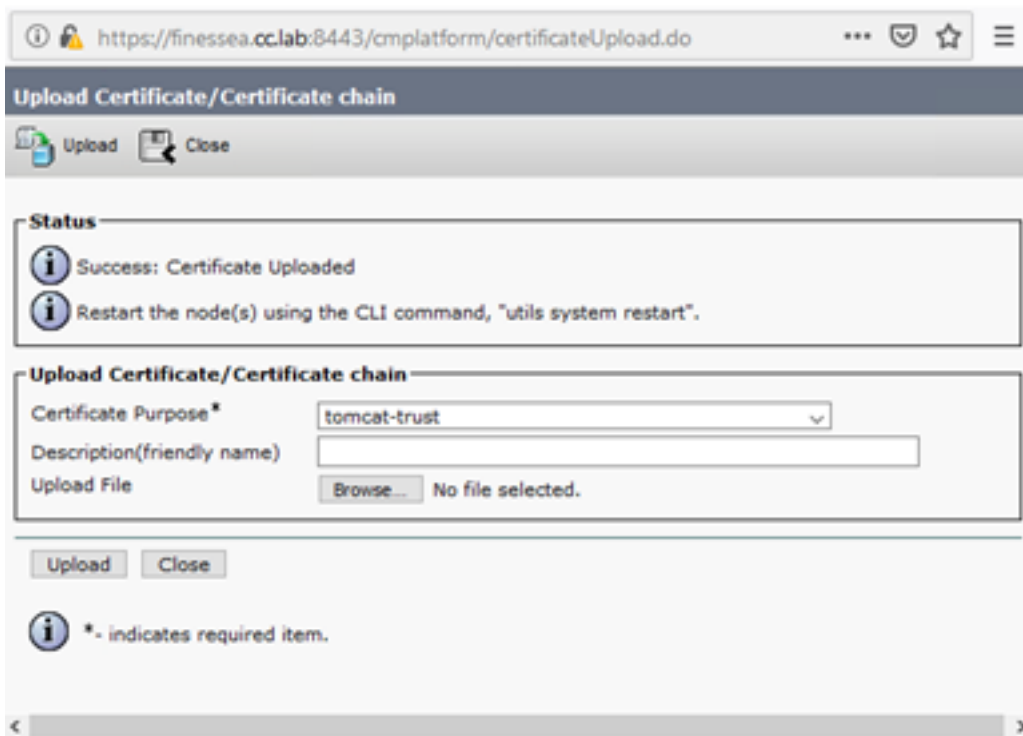 https://finessea.cc.lab:8443/cmplatform/certificateUpload.do
Upload Certificate/Certificate chain
Upload Close
Status
Success: Certificate Uploaded
Restart the node(s) using the CLI command, "utils system restart".
Upload Certificate/Certificate chain
Certificate Purpose* tomcat-trust
Description(friendly name)
Upload File Browse... No file selected.
Upload Close
*- indicates required item.